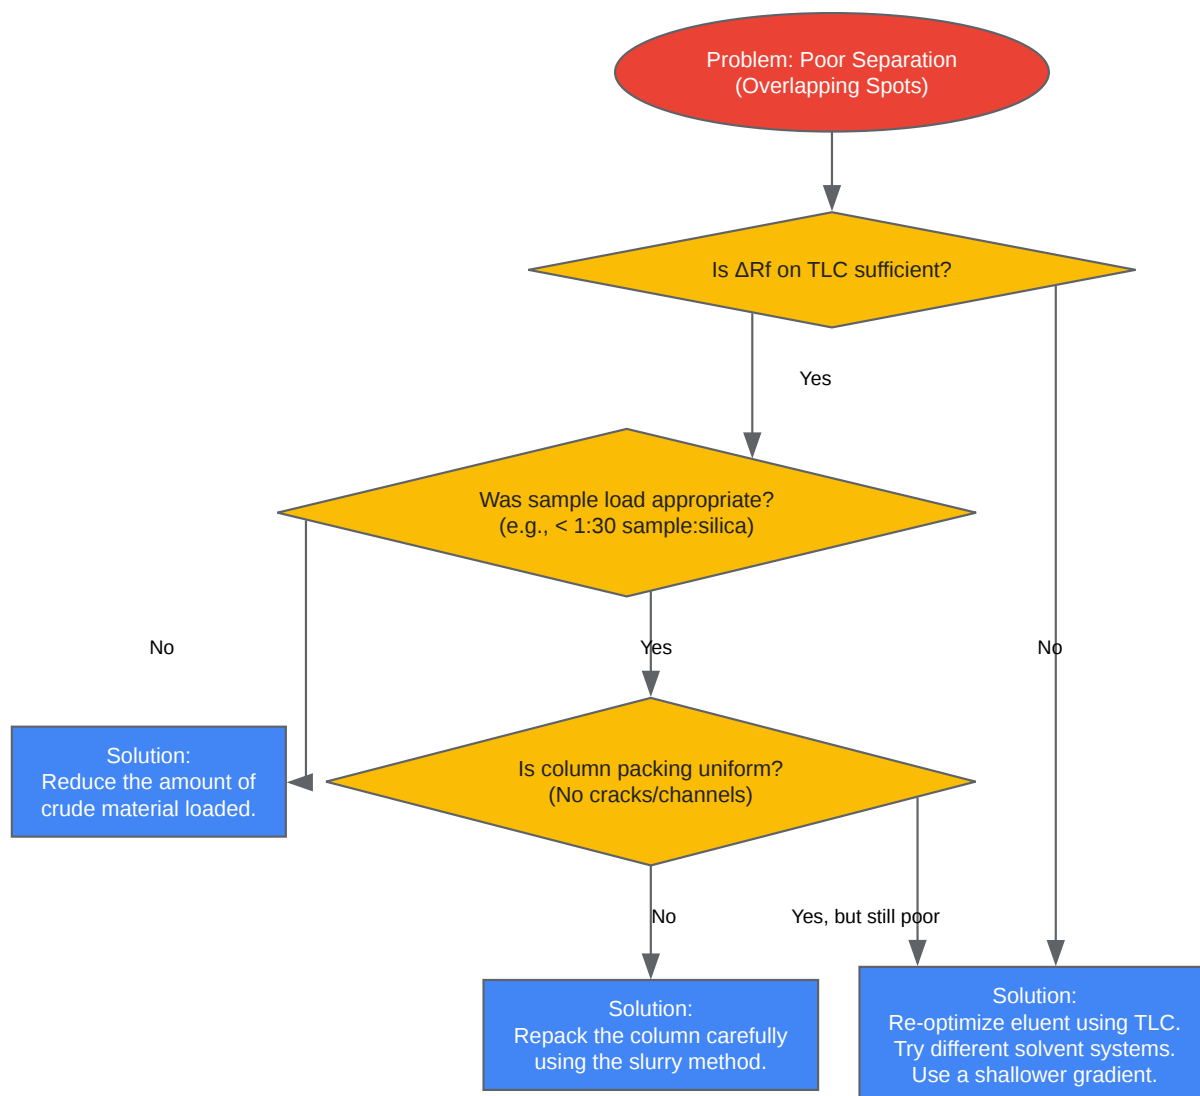 Problem: Poor Separation
(Overlapping Spots)
Is ΔRf on TLC sufficient?
Yes
Was sample load appropriate?
(e.g., < 1:30 sample:silica)
No
Yes
No
Solution:
Reduce the amount of
crude material loaded.
Is column packing uniform?
(No cracks/channels)
No
Yes, but still poor
Solution:
Repack the column carefully
using the slurry method.
Solution:
Re-optimize eluent using TLC.
Try different solvent systems.
Use a shallower gradient.